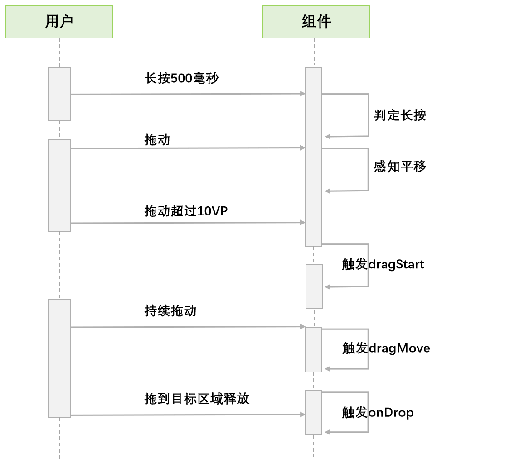 用户
组件
长按500毫秒
判定长按
拖动
感知平移
拖动超过10VP
触发dragStart
持续拖动
触发dragMove
拖到目标区域释放
触发onDrop